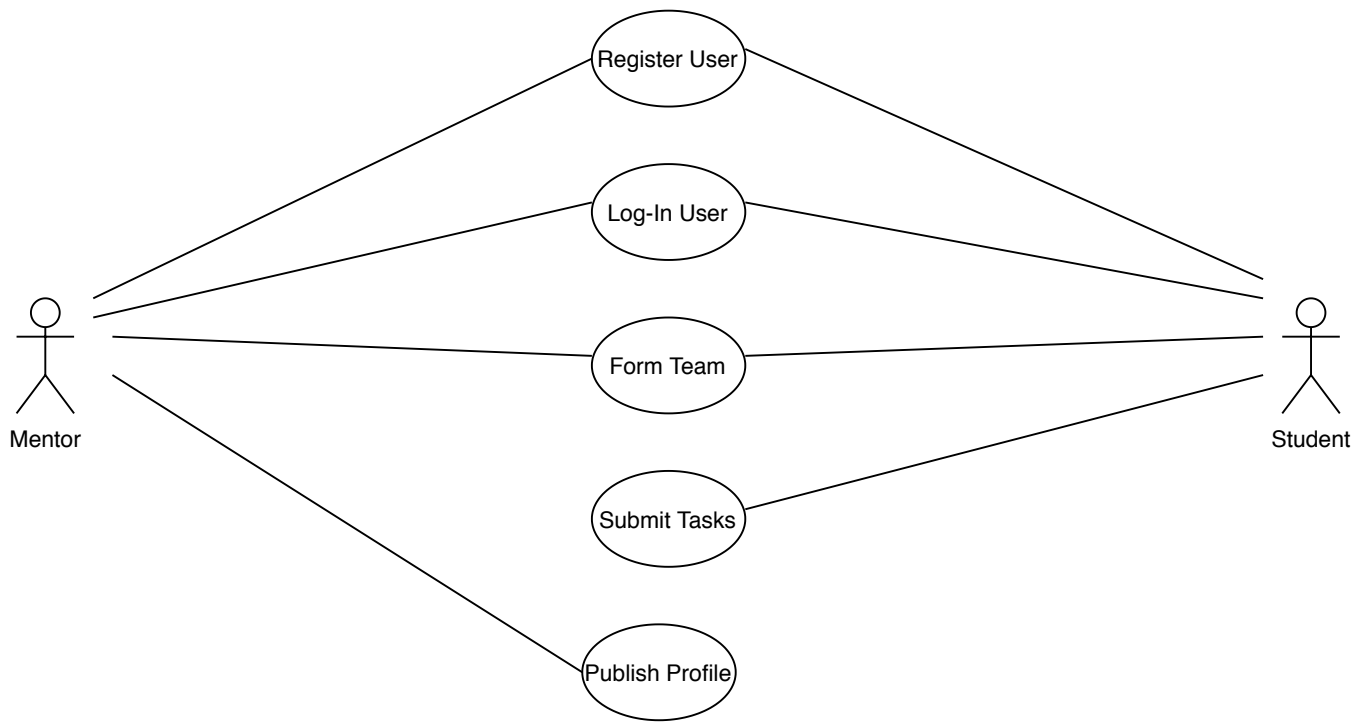 Register User
Log-In User
Form Team
Mentor
Student
Submit Tasks
Publish Profile